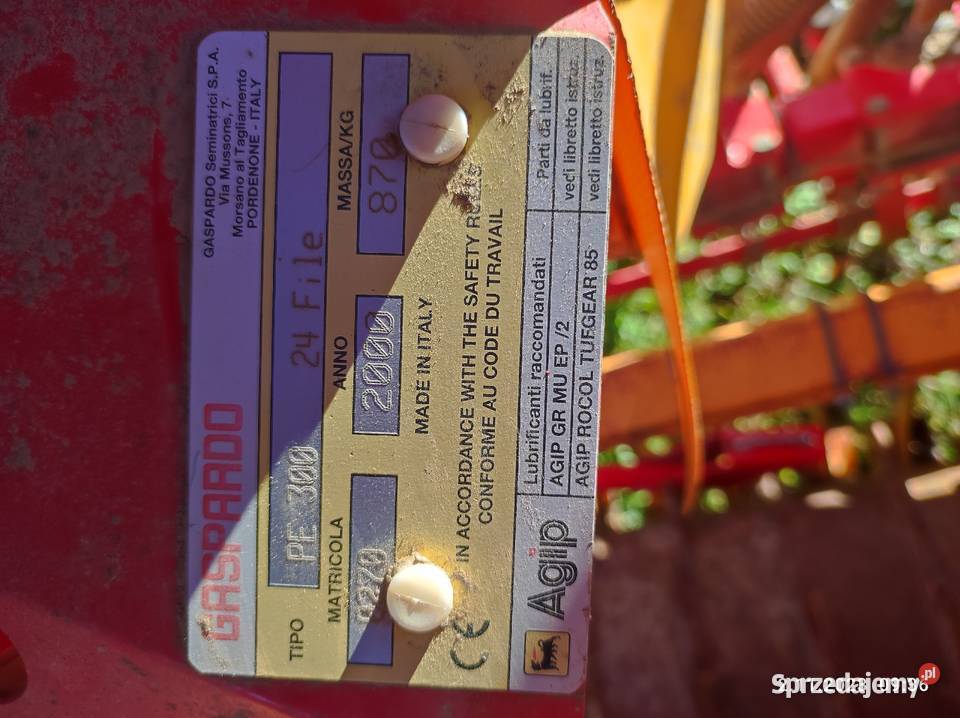 GASPARDO
GASPARDO Seminatrici S.P.A.
Via Mussons, 7
Morsano al Tagliamento
PORDENONE - ITALY
TIPO PE 300 24 File
MATRICOLA ANNO MASSA/KG
2000 870
MADE IN ITALY
IN ACCORDANCE WITH THE SAFETY
CONFORME AU CODE DU TRAVAIL
CE
Agip
Lubrificanti raccomandati Parti da lubrif.
AGIP GR MU EP /2 vedi libretto istruz.
AGIP ROCOL TUFGEAR 85 vedi libretto istruz.
Sprzedajemy.pl